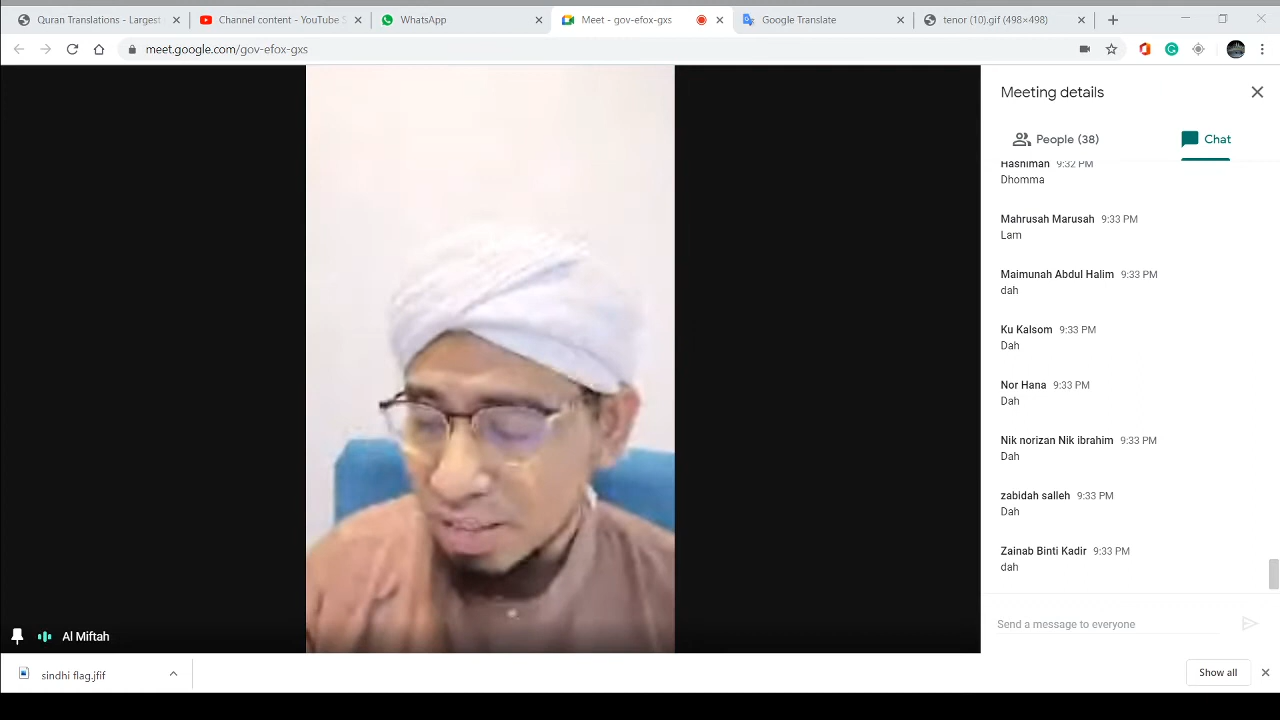 Quran Translations - Largest
Channel content - YouTube S
WhatsApp
Meet - gov-efox-gxs
Google Translate
tenor (10).gif (498×498)
meet.google.com/gov-efox-gxs
Meeting details
People (38)
Chat
Hashiman 9:32 PM
Dhomma
Mahrusah Marusah 9:33 PM
Lam
Maimunah Abdul Halim 9:33 PM
dah
Ku Kalsom 9:33 PM
Dah
Nor Hana 9:33 PM
Dah
Nik norizan Nik ibrahim 9:33 PM
Dah
zabidah salleh 9:33 PM
Dah
Zainab Binti Kadir 9:33 PM
dah
Send a message to everyone
Al Miftah
sindhi flag.jfif
Show all